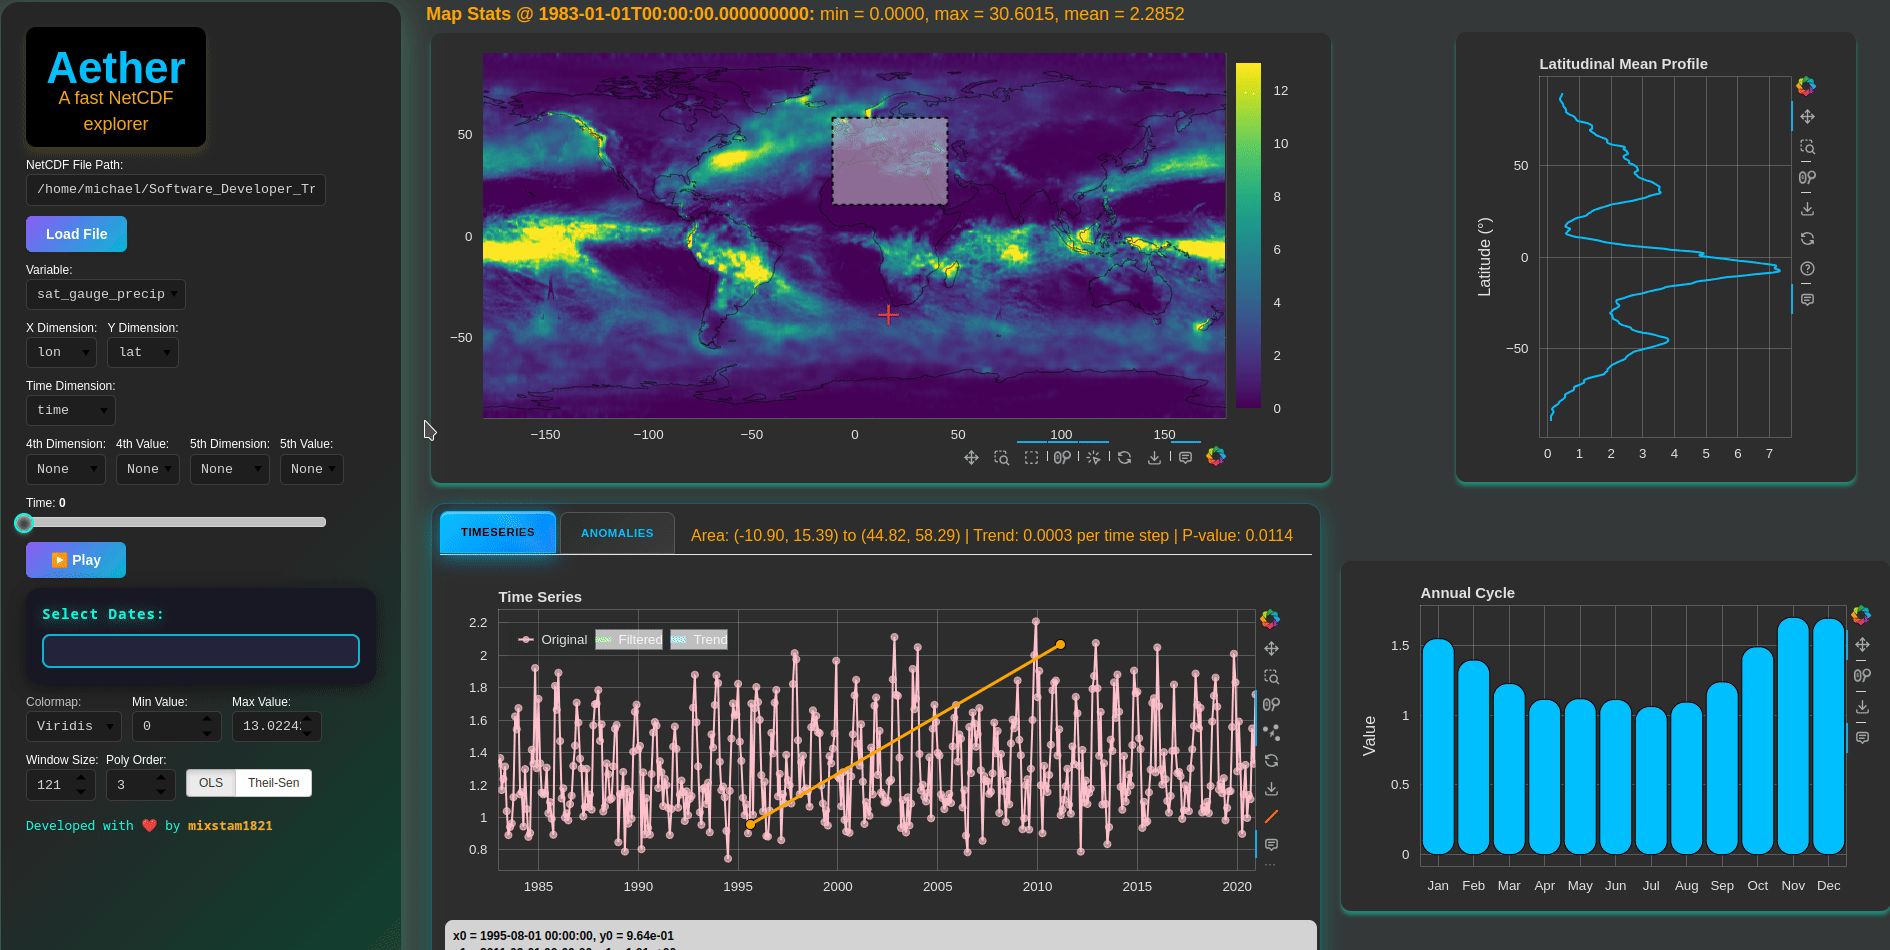 Map Stats @ 1983-01-01T00:00:00.000000000: min = 0.0000, max = 30.6015, mean = 2.2852
Aether
A fast NetCDF
explorer
NetCDF File Path:
/home/michael/Software_Developer_Tr
Load File
Variable:
sat_gauge_precip
X Dimension: Y Dimension:
lon lat
Time Dimension:
time
4th Dimension: 4th Value: 5th Dimension: 5th Value:
None None None None
Time: 0
Play
Select Dates:
Colormap: Min Value: Max Value:
Viridis 0 13.0224
Window Size: Poly Order:
121 3 OLS Theil-Sen
Developed with ❤️ by mixstam1821
50
0
−50
−150 −100 −50 0 50 100 150
12
10
8
6
4
2
0
Latitudinal Mean Profile
Latitude (°)
50
0
−50
0 1 2 3 4 5 6 7
TIMESERIES ANOMALIES Area: (-10.90, 15.39) to (44.82, 58.29) | Trend: 0.0003 per time step | P-value: 0.0114
Time Series
Original Filtered Trend
2.2
2
1.8
1.6
1.4
1.2
1
0.8
1985 1990 1995 2000 2005 2010 2015 2020
x0 = 1995-08-01 00:00:00, y0 = 9.64e-01
Annual Cycle
Value
1.5
1
0.5
0
Jan Feb Mar Apr May Jun Jul Aug Sep Oct Nov Dec